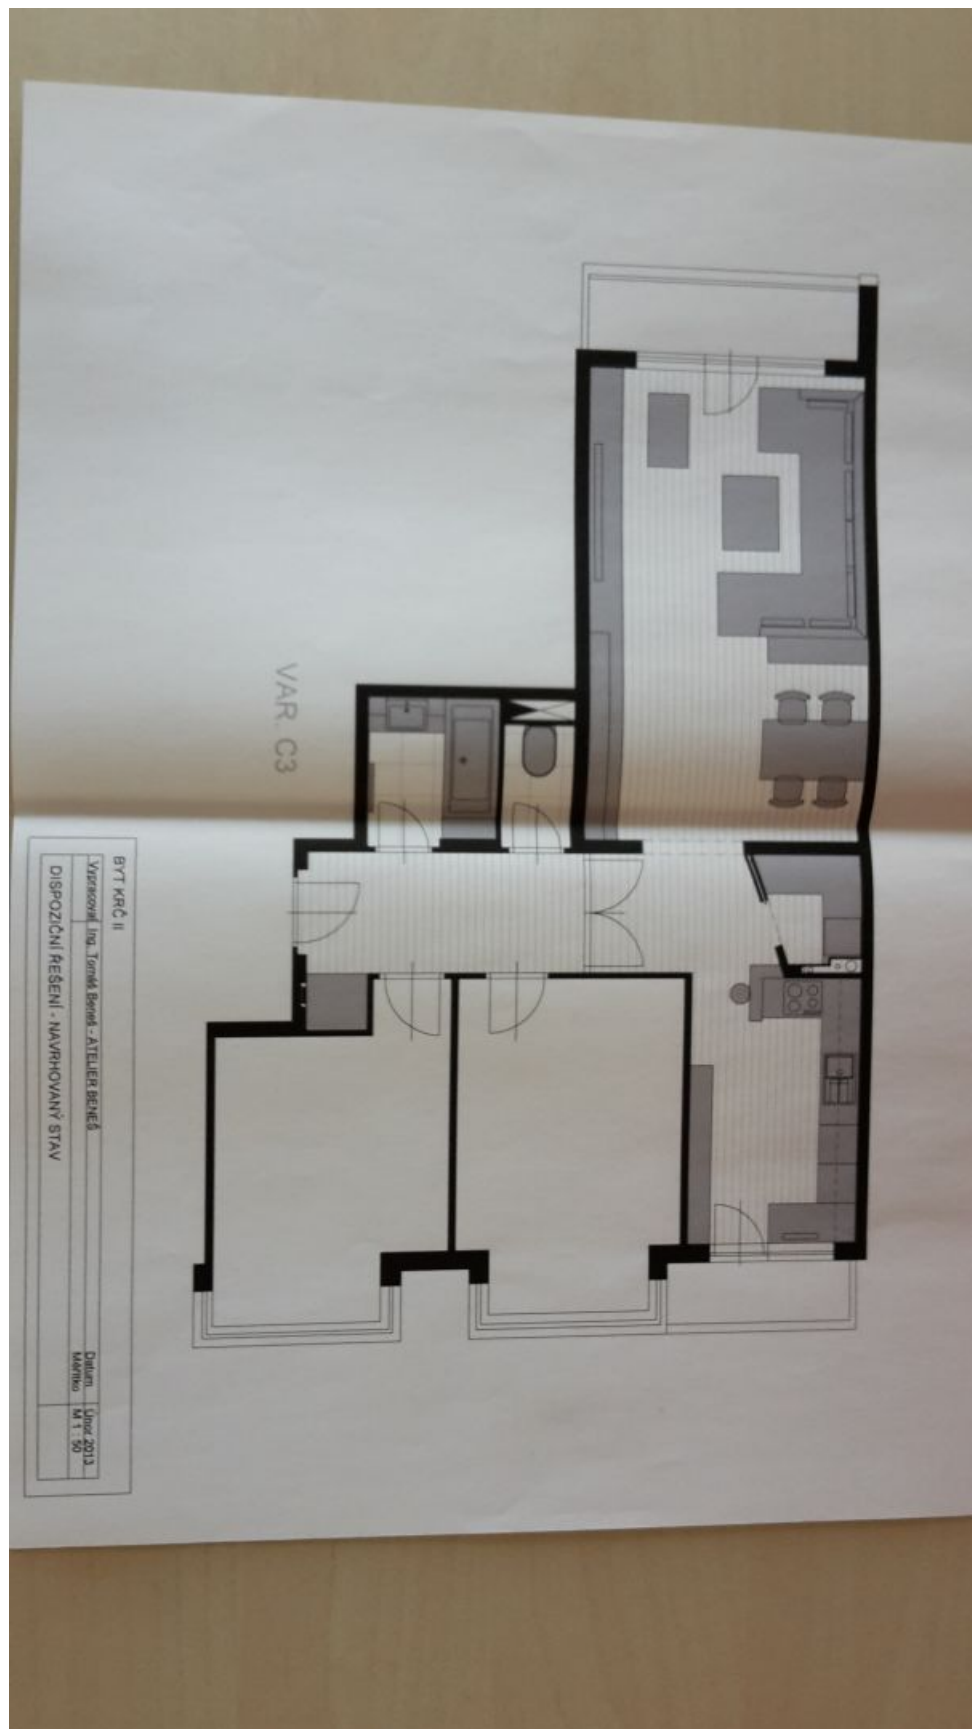 VAR. C3
BYT KRČ II
Vypracoval Ing. Tomáš Beneš - ATELIER BENEŠ
Datum Únor 2013
Měřítko M 1 : 50
DISPOZIČNÍ ŘEŠENÍ - NAVRHOVANÝ STAV